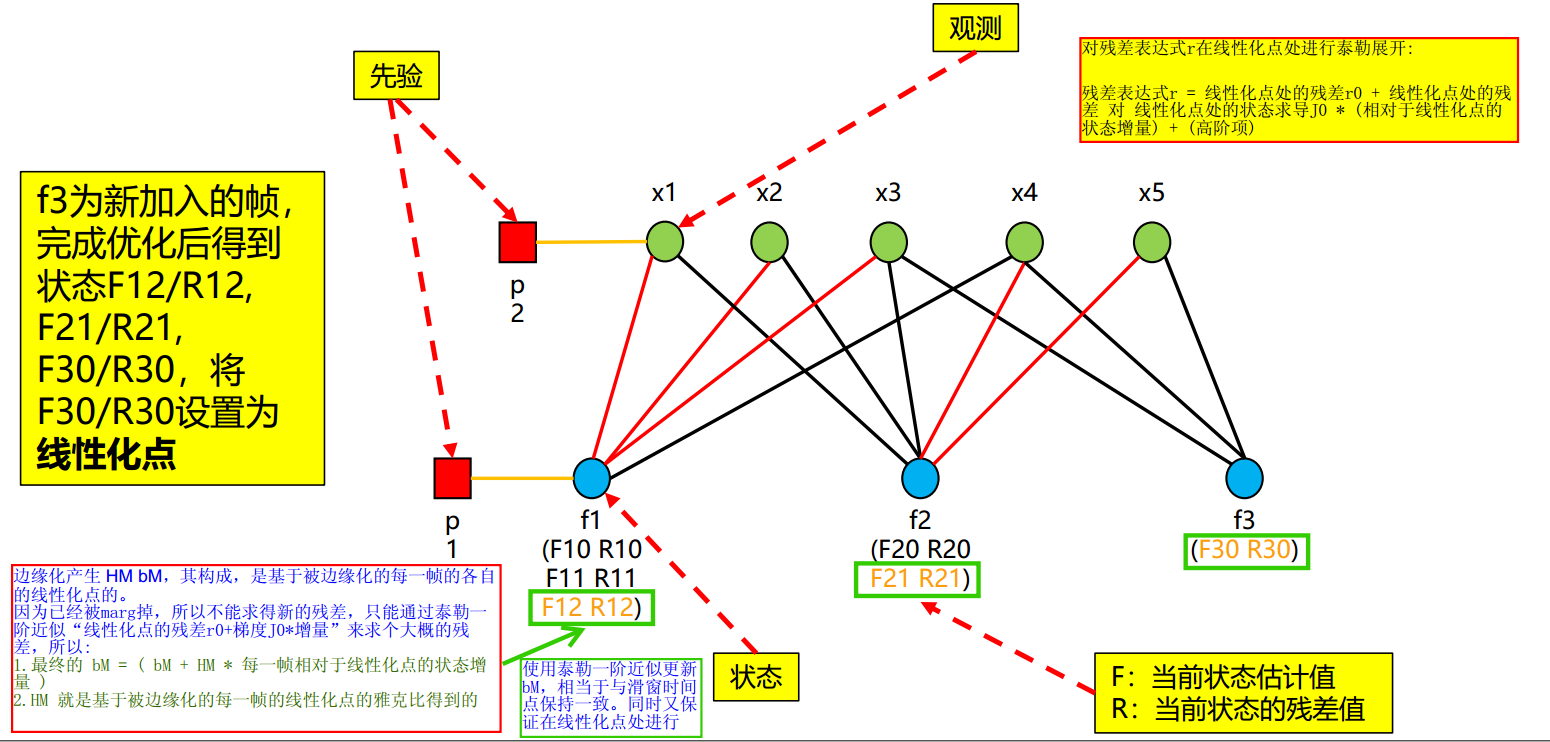 观测
先验
对残差表达式r在线性化点处进行泰勒展开:
残差表达式r = 线性化点处的残差r0 + 线性化点处的残
差 对 线性化点处的状态求导J0 * (相对于线性化点的
状态增量) + (高阶项)
f3为新加入的帧，
完成优化后得到
状态F12/R12,
F21/R21,
F30/R30，将
F30/R30设置为
线性化点
x1
x2
x3
x4
x5
p
2
p
1
f1
(F10 R10
F11 R11
F12 R12)
f2
(F20 R20
F21 R21)
f3
(F30 R30)
边缘化产生 HM bM，其构成，是基于被边缘化的每一帧的各自
的线性化点的。
因为已经被marg掉，所以不能求得新的残差，只能通过泰勒一
阶近似“线性化点的残差r0+梯度J0*增量”来求个大概的残
差，所以:
1.最终的 bM = ( bM + HM * 每一帧相对于线性化点的状态增
量 )
2.HM 就是基于被边缘化的每一帧的线性化点的雅克比得到的
使用泰勒一阶近似更新
bM，相当于与滑窗时间
点保持一致。同时又保
证在线性化点处进行
状态
F：当前状态估计值
R：当前状态的残差值